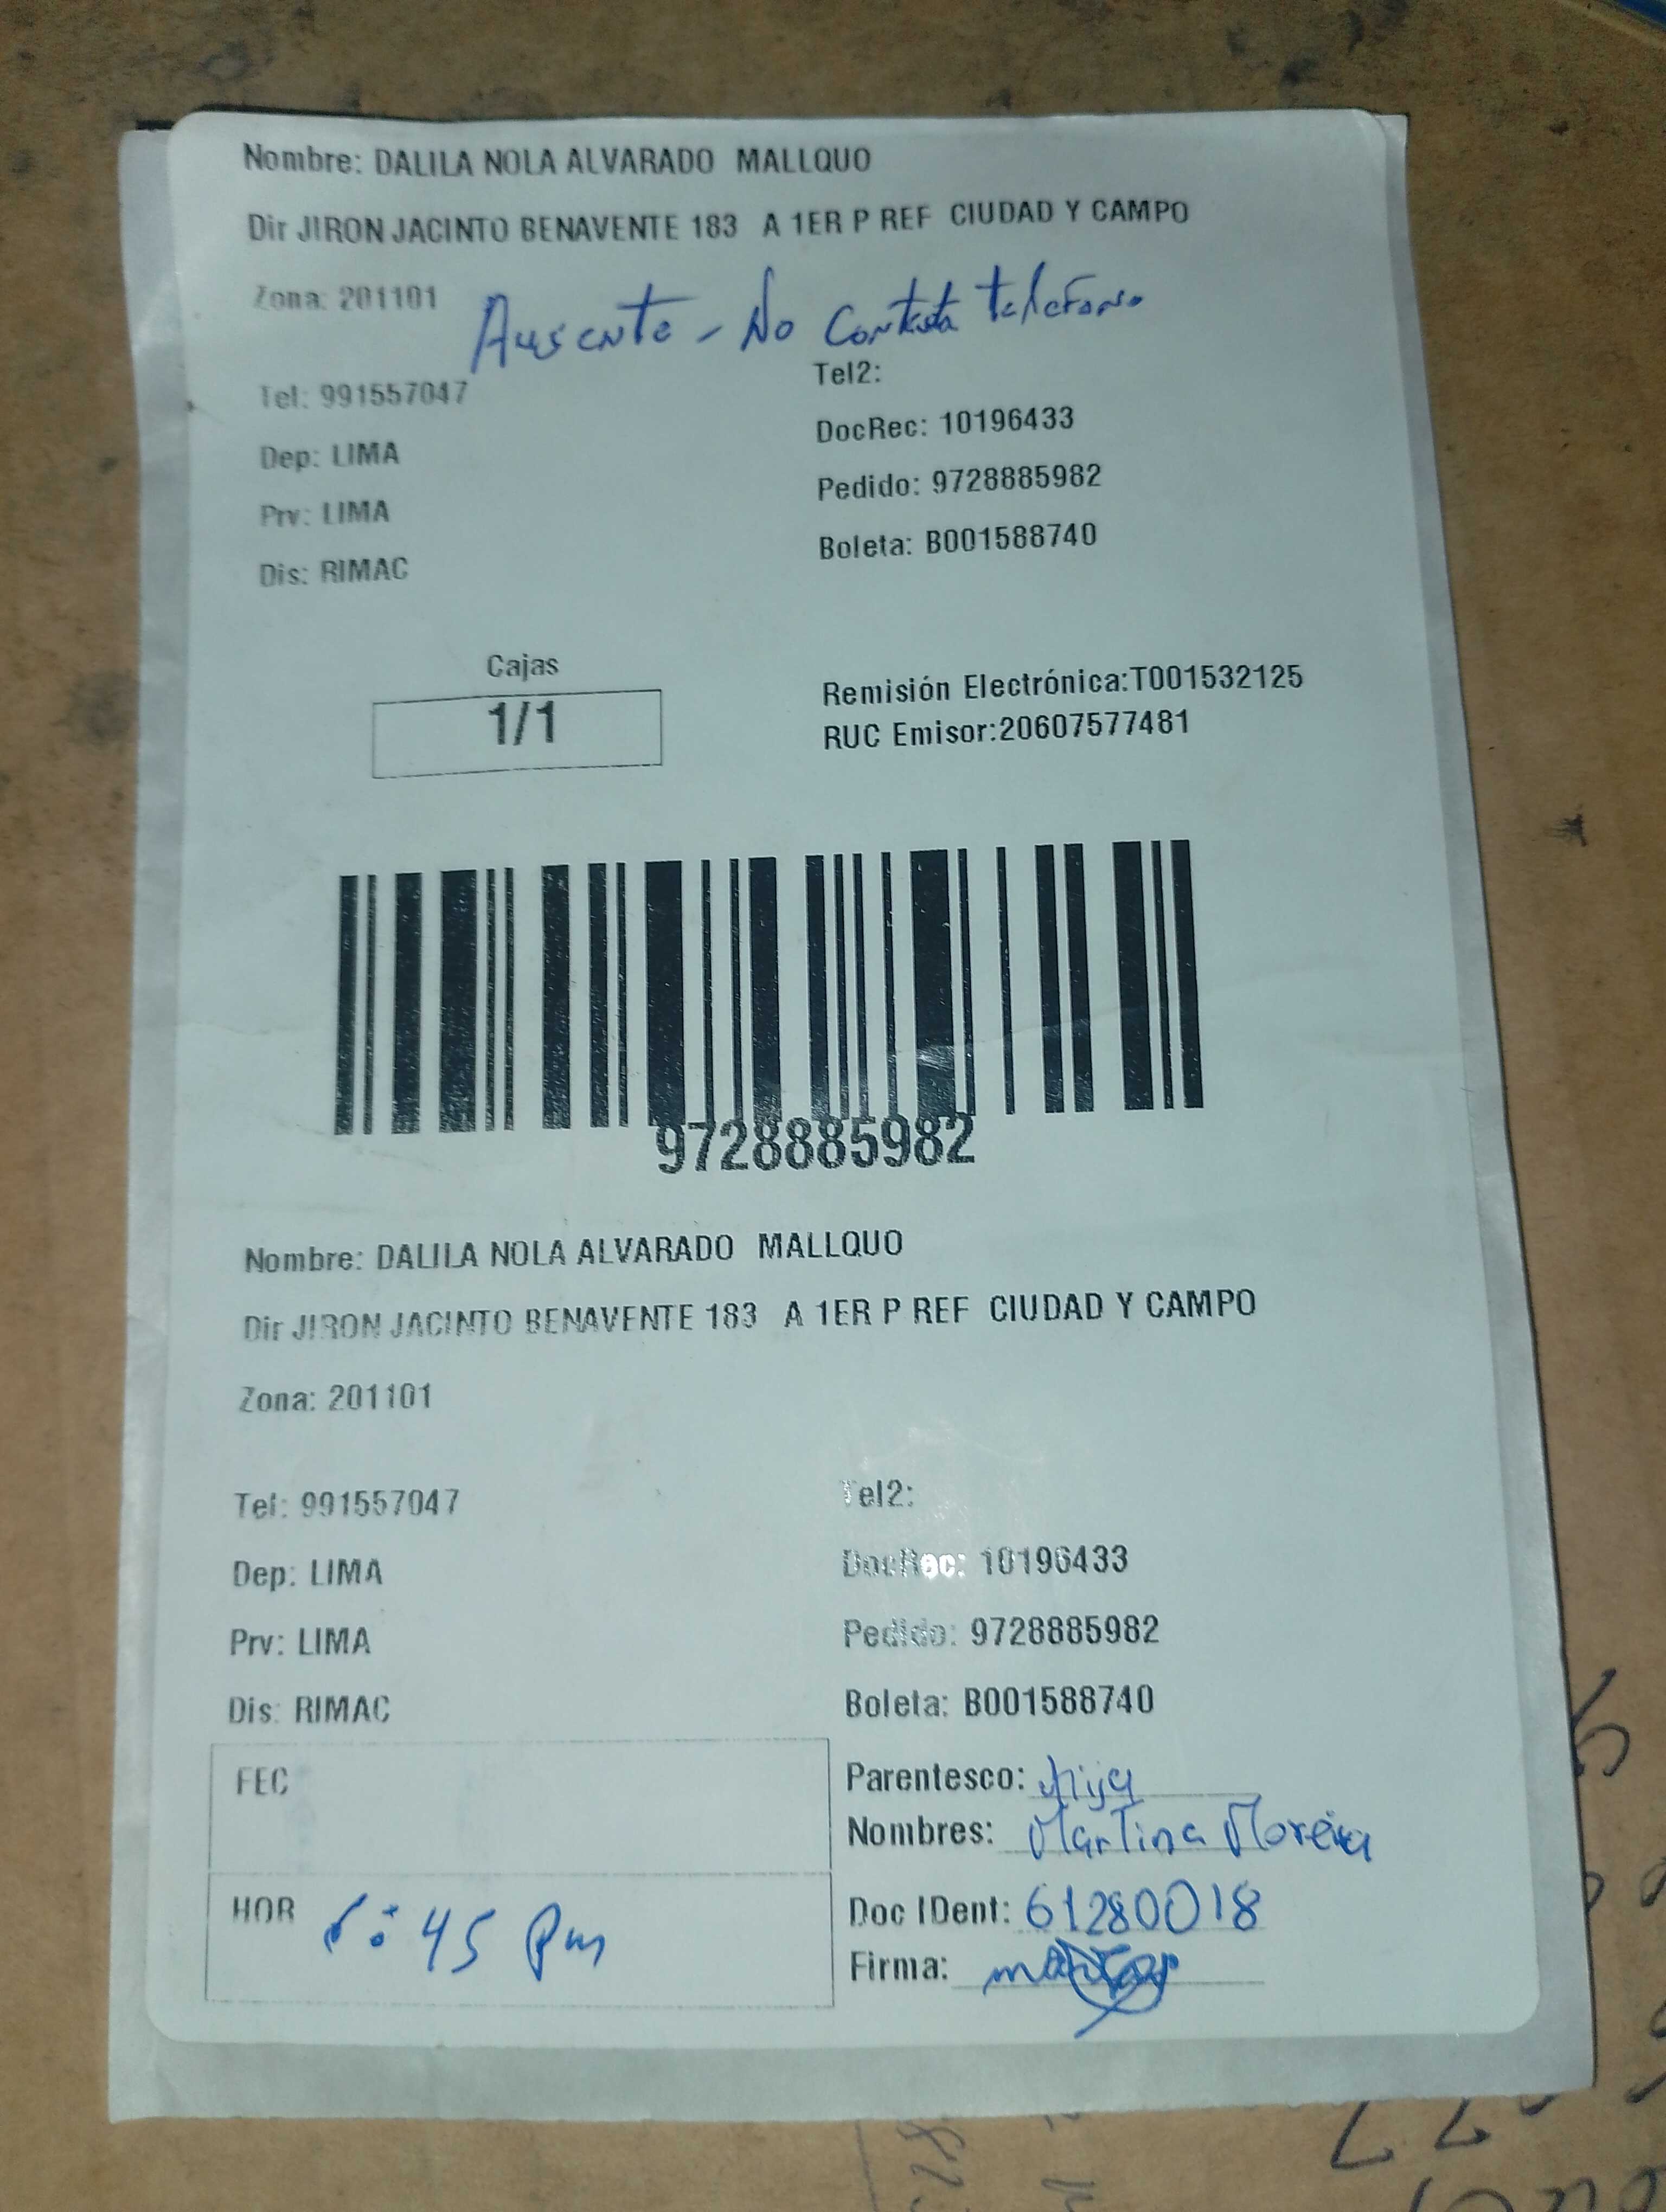 Nombre: DALILA NOLA ALVARADO MALLQUO
Dir JIRON JACINTO BENAVENTE 183 A 1ER P REF CIUDAD Y CAMPO
Zona: 201101
Ausente - No Contesta telefono
Tel: 991557047
Tel2:
DocRec: 10196433
Dep: LIMA
Pedido: 9728885982
Prv: LIMA
Boleta: B001588740
Dis: RIMAC
Cajas
1/1
Remisión Electrónica:T001532125
RUC Emisor:20607577481
9728885982
Nombre: DALILA NOLA ALVARADO MALLQUO
Dir JIRON JACINTO BENAVENTE 183 A 1ER P REF CIUDAD Y CAMPO
Zona: 201101
Tel: 991557047
Tel2:
Dep: LIMA
DocRec: 10196433
Prv: LIMA
Pedido: 9728885982
Dis: RIMAC
Boleta: B001588740
FEC
Parentesco: Hija
Nombres: Martina Moreira
HOR 6:45 Pm
Doc IDent: 61280018
Firma: